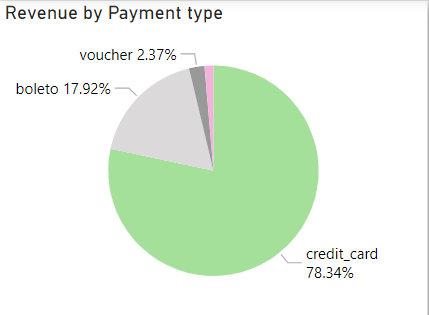 Revenue by Payment type
voucher 2.37%
boleto 17.92%
credit_card
78.34%